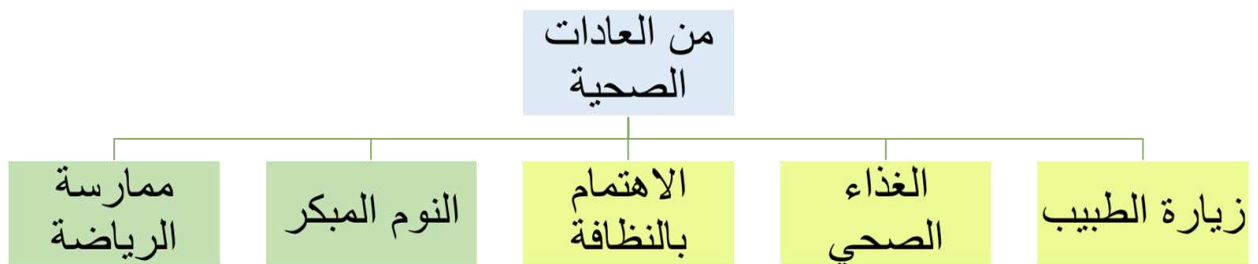 من العادات
الصحية
زيارة الطبيب
الغذاء
الصحي
الاهتمام
بالنظافة
النوم المبكر
ممارسة
الرياضة